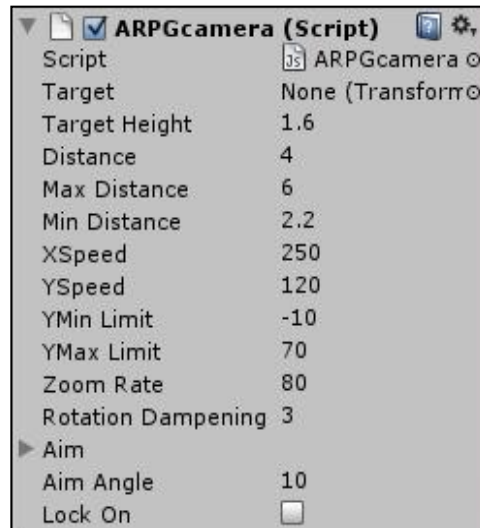 ARPGcamera (Script)
Script JS ARPGcamera
Target None (Transform
Target Height 1.6
Distance 4
Max Distance 6
Min Distance 2.2
XSpeed 250
YSpeed 120
YMin Limit -10
YMax Limit 70
Zoom Rate 80
Rotation Dampening 3
Aim
Aim Angle 10
Lock On